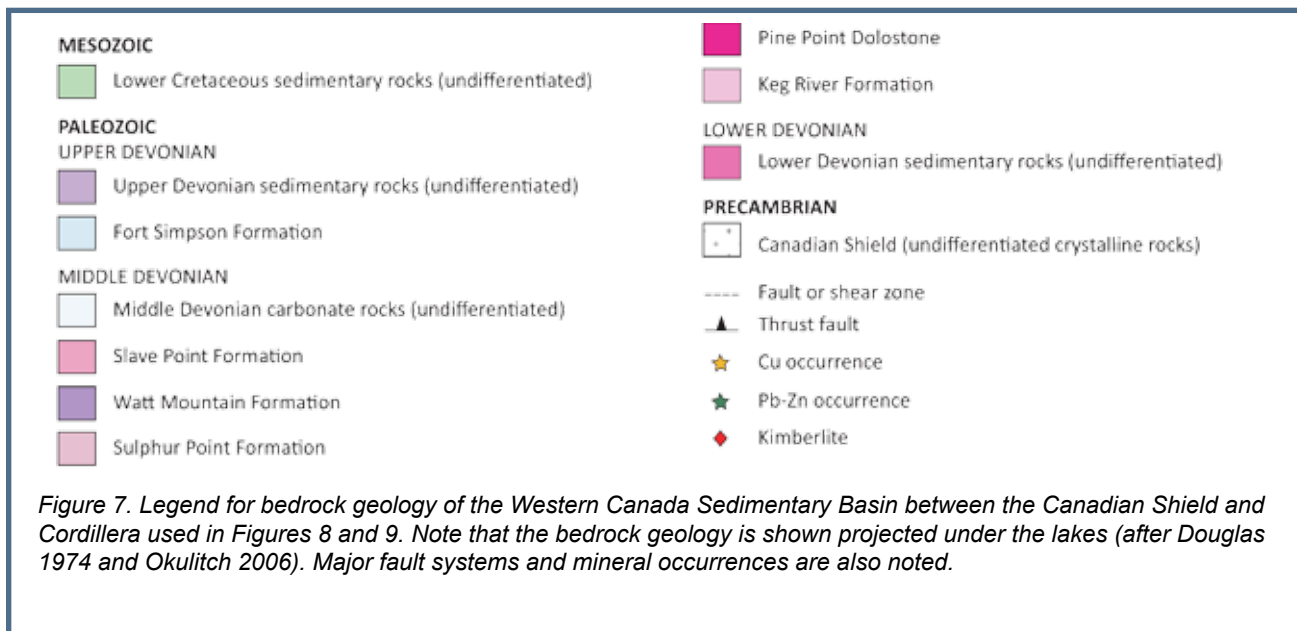 MESOZOIC
Lower Cretaceous sedimentary rocks (undifferentiated)
PALEOZOIC
UPPER DEVONIAN
Upper Devonian sedimentary rocks (undifferentiated)
Fort Simpson Formation
MIDDLE DEVONIAN
Middle Devonian carbonate rocks (undifferentiated)
Slave Point Formation
Watt Mountain Formation
Sulphur Point Formation
Pine Point Dolostone
Keg River Formation
LOWER DEVONIAN
Lower Devonian sedimentary rocks (undifferentiated)
PRECAMBRIAN
Canadian Shield (undifferentiated crystalline rocks)
Fault or shear zone
Thrust fault
Cu occurrence
Pb-Zn occurrence
Kimberlite
Figure 7. Legend for bedrock geology of the Western Canada Sedimentary Basin between the Canadian Shield and
Cordillera used in Figures 8 and 9. Note that the bedrock geology is shown projected under the lakes (after Douglas
1974 and Okulitch 2006). Major fault systems and mineral occurrences are also noted.